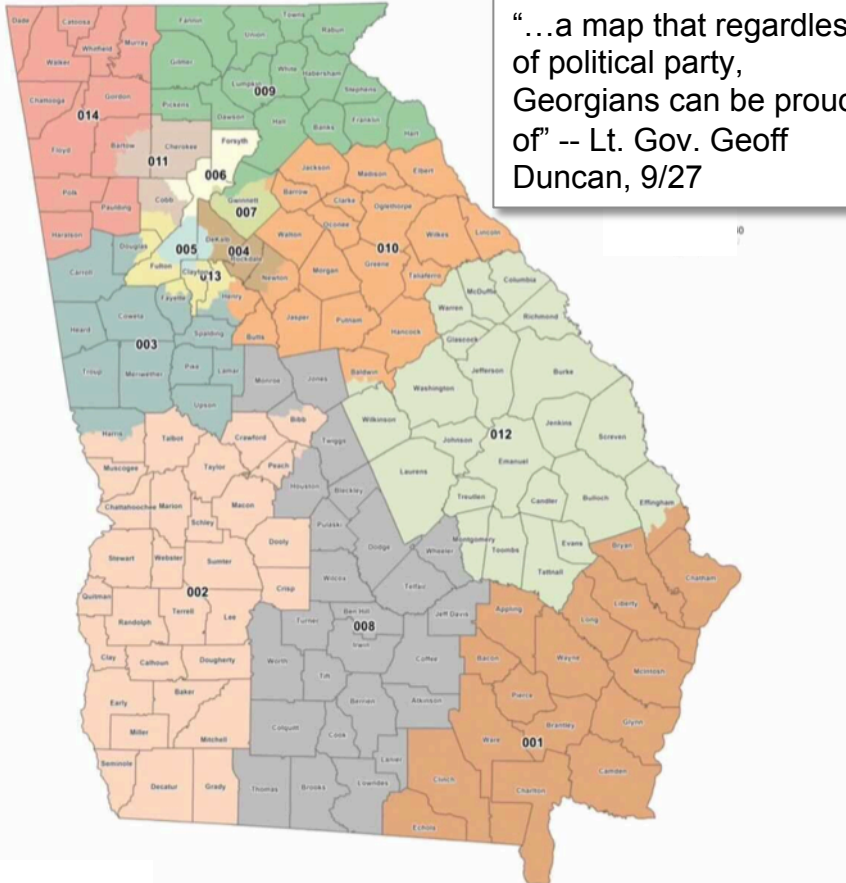 "…a map that regardles
of political party,
Georgians can be proud
of" -- Lt. Gov. Geoff
Duncan, 9/27
Dade
Catoosa
Fannin
Towns
Rabun
Union
Murray
Whitfield
Walker
Gilmer
White
Habersham
Lumpkin
009
Stephens
Chattooga
Gordon
Pickens
014
Dawson
Hall
Banks
Franklin
Hart
Floyd
Bartow
Cherokee
Forsyth
011
006
Jackson
Madison
Elbert
Polk
Paulding
Cobb
Gwinnett
007
Barrow
Clarke
Oglethorpe
Haralson
Douglas
005
DeKalb
004
Oconee
Walton
Wilkes
Lincoln
010
Carroll
Fulton
Clayton
013
Rockdale
Newton
Morgan
Greene
Taliaferro
Columbia
McDuffie
Fayette
Henry
Warren
Richmond
Coweta
Heard
Spalding
Butts
Jasper
Putnam
Hancock
Glascock
003
Troup
Meriwether
Pike
Lamar
Monroe
Jones
Baldwin
Jefferson
Burke
Washington
Upson
Wilkinson
Harris
Talbot
Crawford
Bibb
Twiggs
Johnson
012
Jenkins
Screven
Muscogee
Taylor
Peach
Emanuel
Laurens
Houston
Bleckley
Treutlen
Candler
Bulloch
Effingham
Chattahoochee
Marion
Macon
Schley
Pulaski
Dooly
Dodge
Wheeler
Montgomery
Toombs
Evans
Tattnall
Bryan
Chatham
Stewart
Webster
Sumter
Wilcox
Telfair
Crisp
Quitman
002
Terrell
Lee
Randolph
Ben Hill
008
Turner
Irwin
Jeff Davis
Appling
Long
Liberty
Clay
Calhoun
Dougherty
Worth
Tift
Coffee
Bacon
Wayne
McIntosh
Early
Baker
Berrien
Atkinson
Pierce
Miller
Mitchell
Colquitt
Cook
Ware
Brantley
Glynn
001
Seminole
Lanier
Clinch
Charlton
Camden
Decatur
Grady
Thomas
Brooks
Lowndes
Echols